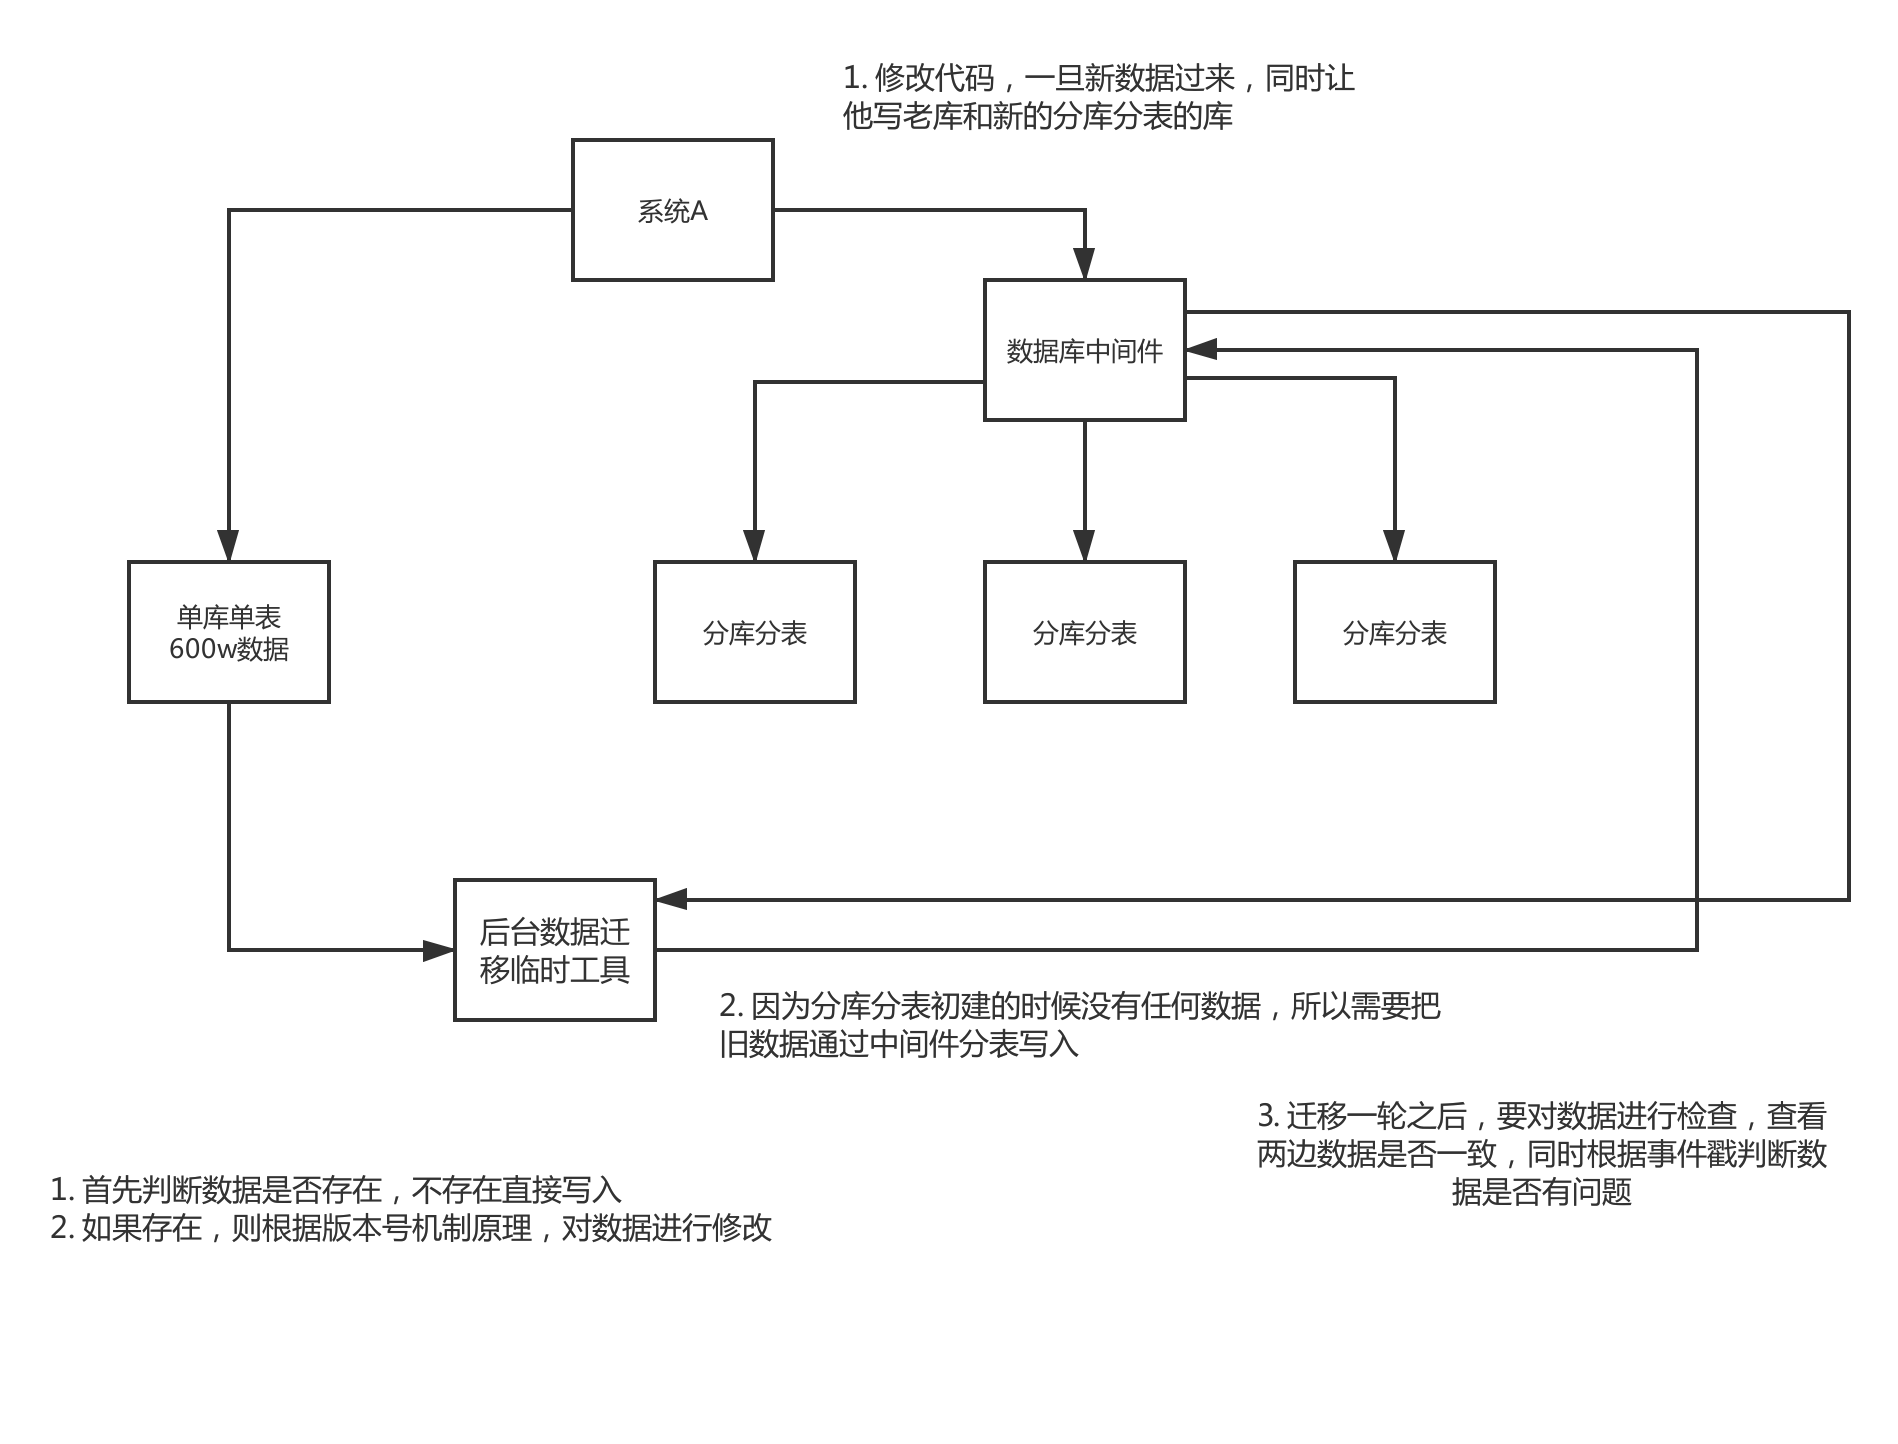 1. 修改代码，一旦新数据过来，同时让
他写老库和新的分库分表的库
系统A
数据库中间件
单库单表
600w数据
分库分表
分库分表
分库分表
后台数据迁
移临时工具
2. 因为分库分表初建的时候没有任何数据，所以需要把
旧数据通过中间件分表写入
3. 迁移一轮之后，要对数据进行检查，查看
两边数据是否一致，同时根据事件戳判断数
据是否有问题
1. 首先判断数据是否存在，不存在直接写入
2. 如果存在，则根据版本号机制原理，对数据进行修改